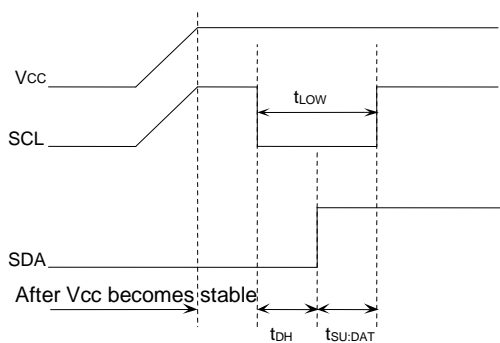 VCC
tLOW
SCL
SDA
After Vcc becomes stable
tDH
tSU:DAT